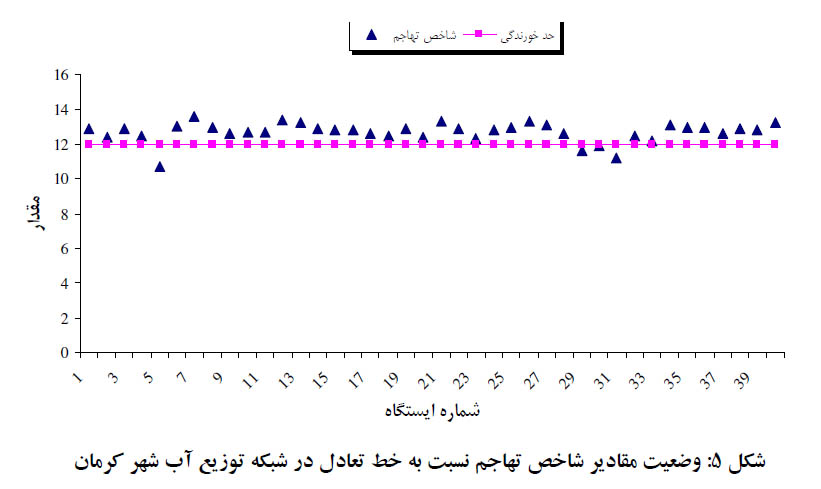 شاخص تهاجم حد خورندگی
16
14
12
10
8
6
4
2
0
مقدار
1 3 5 7 9 11 13 15 17 19 21 23 25 27 29 31 33 35 37 39
شماره ایستگاه
شکل ۵: وضعیت مقادیر شاخص تهاجم نسبت به خط تعادل در شبکه توزیع آب شهر کرمان